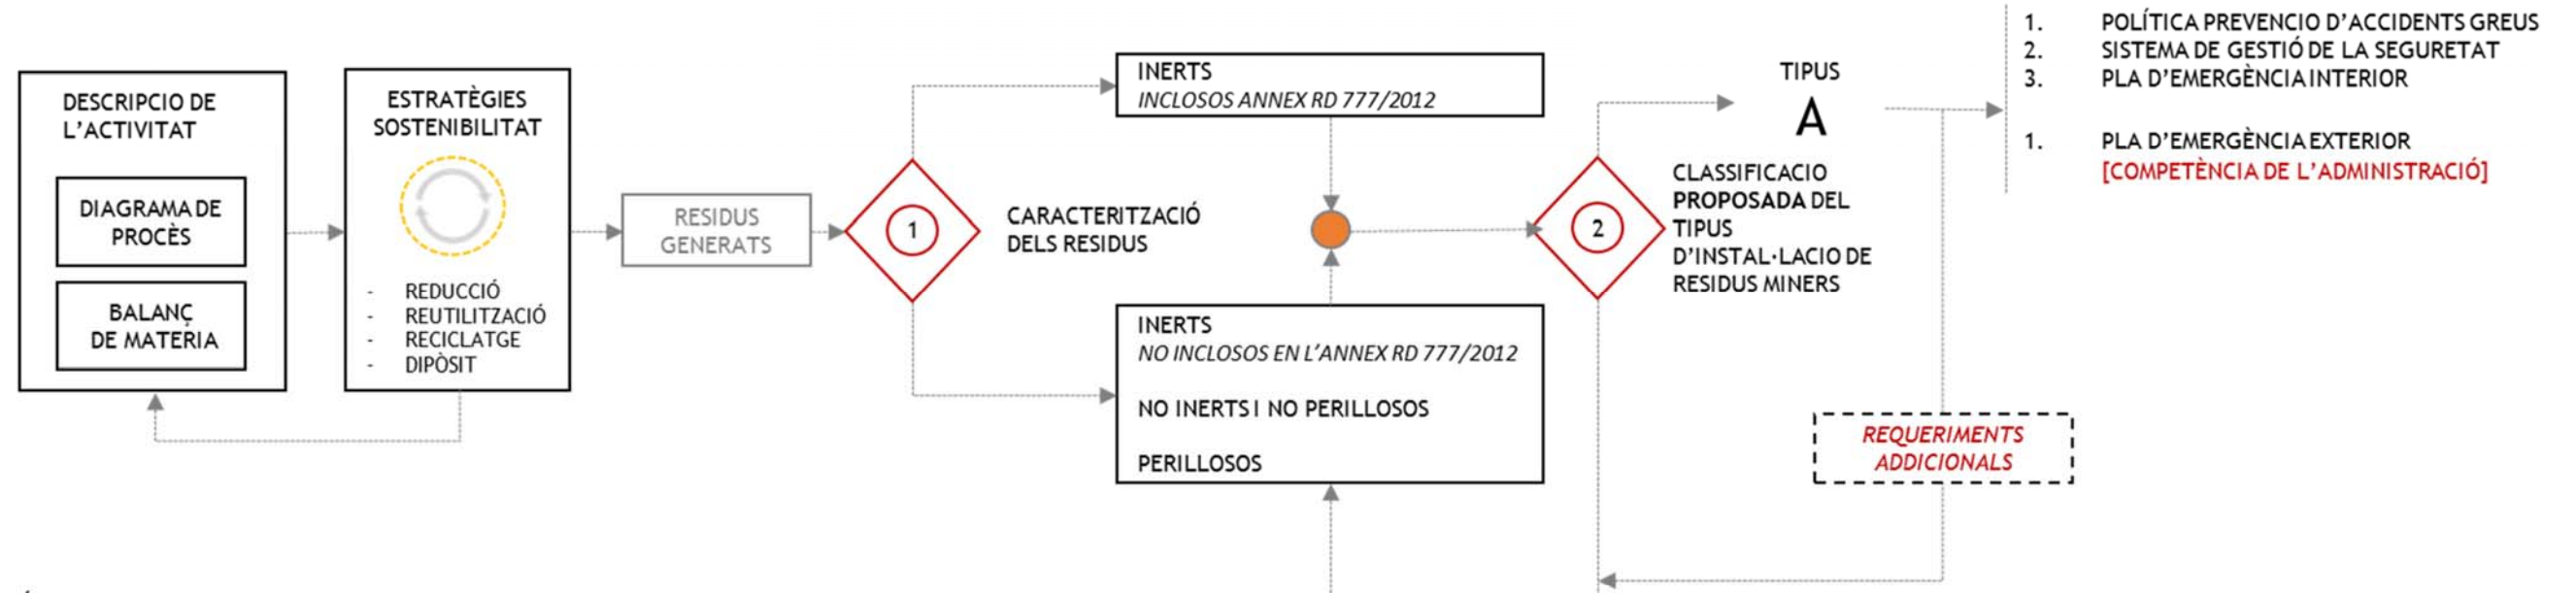 DESCRIPCIO DE
L'ACTIVITAT
DIAGRAMA DE
PROCÈS
BALANÇ
DE MATERIA
ESTRATÈGIES
SOSTENIBILITAT
- REDUCCIÓ
- REUTILITZACIÓ
- RECICLATGE
- DIPÒSIT
RESIDUS
GENERATS
1
CARACTERITZACIÓ
DELS RESIDUS
INERTS
INCLOSOS ANNEX RD 777/2012
INERTS
NO INCLOSOS EN L'ANNEX RD 777/2012
NO INERTS I NO PERILLOSOS
PERILLOSOS
2
TIPUS
A
CLASSIFICACIO
PROPOSADA DEL
TIPUS
D'INSTAL·LACIO DE
RESIDUS MINERS
1. POLÍTICA PREVENCIO D'ACCIDENTS GREUS
2. SISTEMA DE GESTIÓ DE LA SEGURETAT
3. PLA D'EMERGÈNCIA INTERIOR
1. PLA D'EMERGÈNCIA EXTERIOR
[COMPETÈNCIA DE L'ADMINISTRACIÓ]
REQUERIMENTS
ADDICIONALS